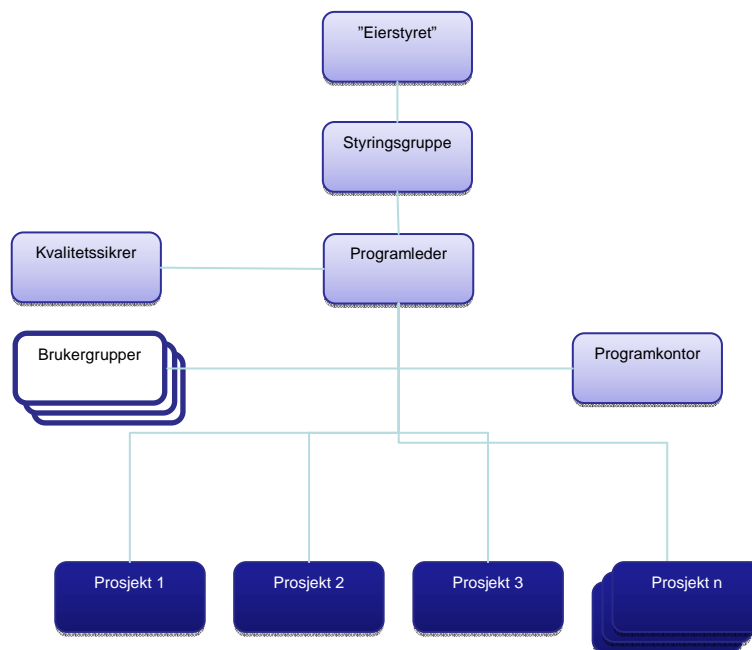 ”Eierstyret”
Styringsgruppe
Kvalitetssikrer
Programleder
Brukergrupper
Programkontor
Prosjekt 1
Prosjekt 2
Prosjekt 3
Prosjekt n